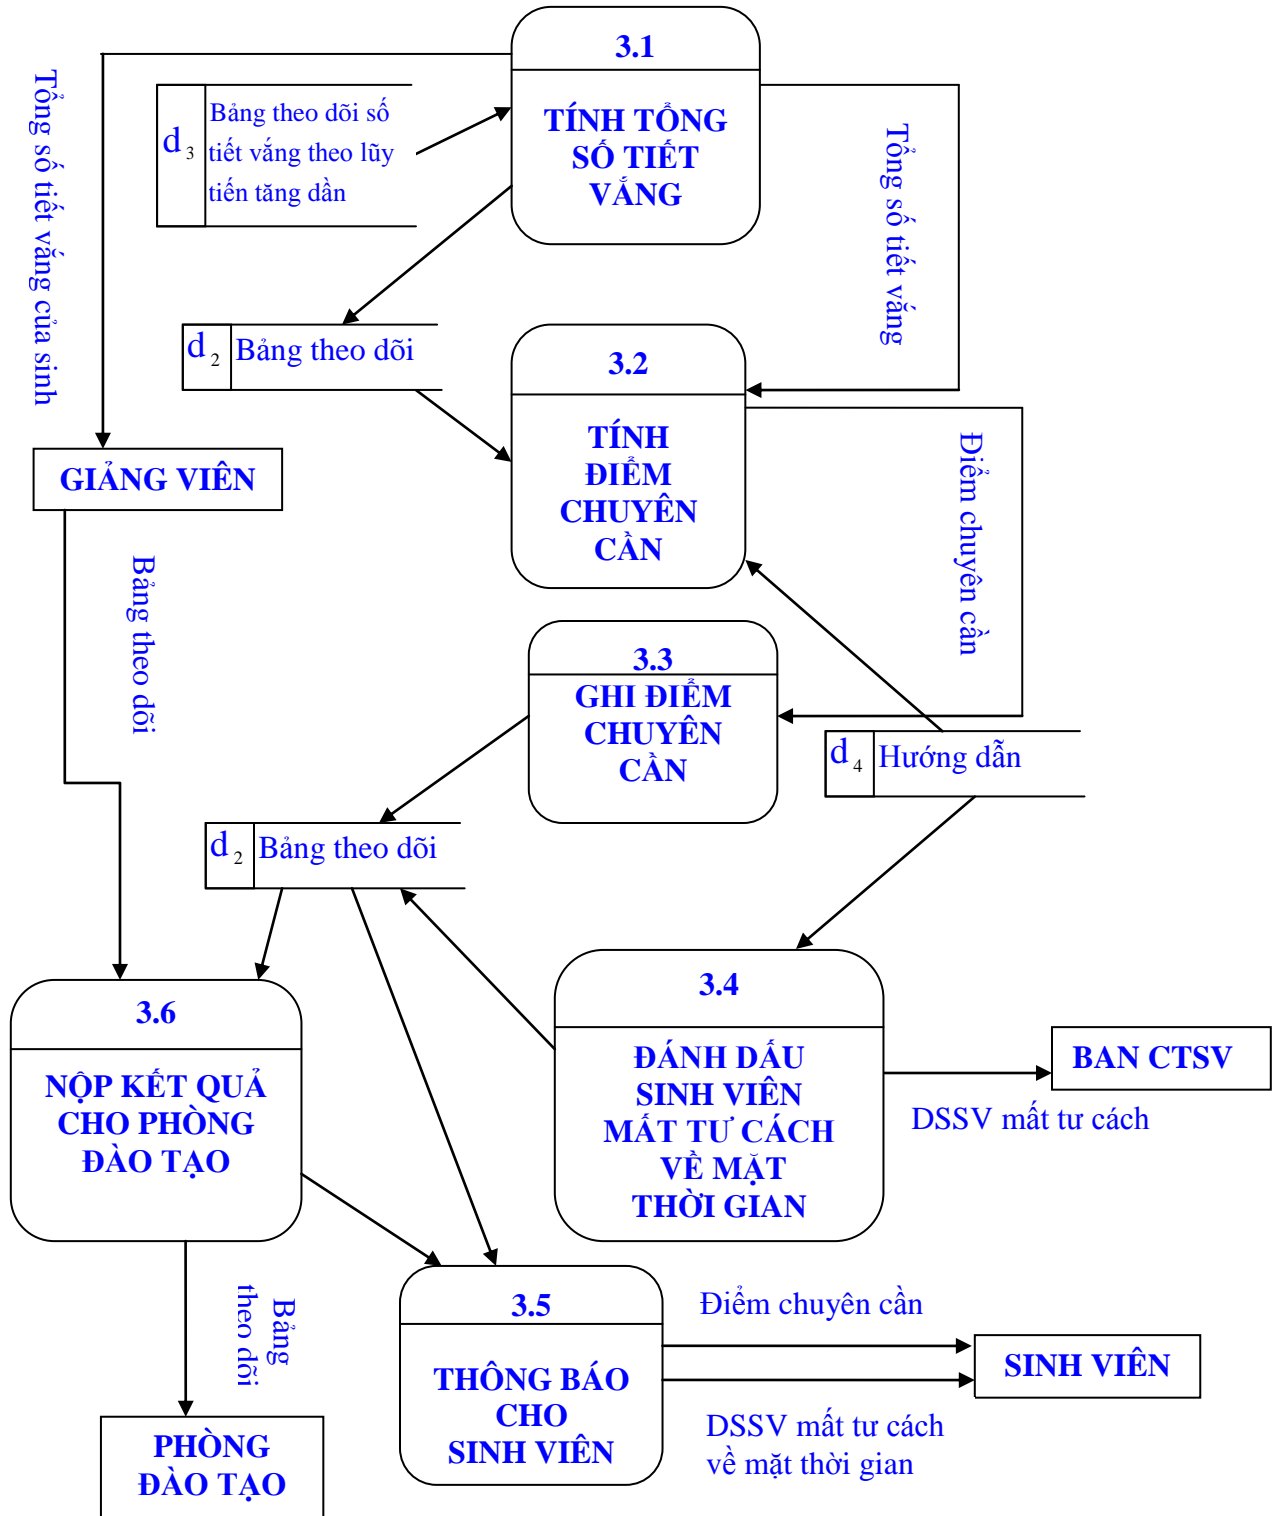 3.1
TÍNH TỔNG
SỐ TIẾT
VẮNG
Tổng số tiết vắng của sinh
d3
Bảng theo dõi số
tiết vắng theo lũy
tiến tăng dần
Tổng số tiết vắng
d2
Bảng theo dõi
3.2
TÍNH
ĐIỂM
CHUYÊN
CẦN
GIẢNG VIÊN
Điểm chuyên cần
Bảng theo dõi
3.3
GHI ĐIỂM
CHUYÊN
CẦN
d4
Hướng dẫn
d2
Bảng theo dõi
3.6
NỘP KẾT QUẢ
CHO PHÒNG
ĐÀO TẠO
3.4
ĐÁNH DẤU
SINH VIÊN
MẤT TƯ CÁCH
VỀ MẶT
THỜI GIAN
BAN CTSV
DSSV mất tư cách
Bảng
theo dõi
3.5
THÔNG BÁO
CHO
SINH VIÊN
Điểm chuyên cần
SINH VIÊN
DSSV mất tư cách
về mặt thời gian
PHÒNG
ĐÀO TẠO